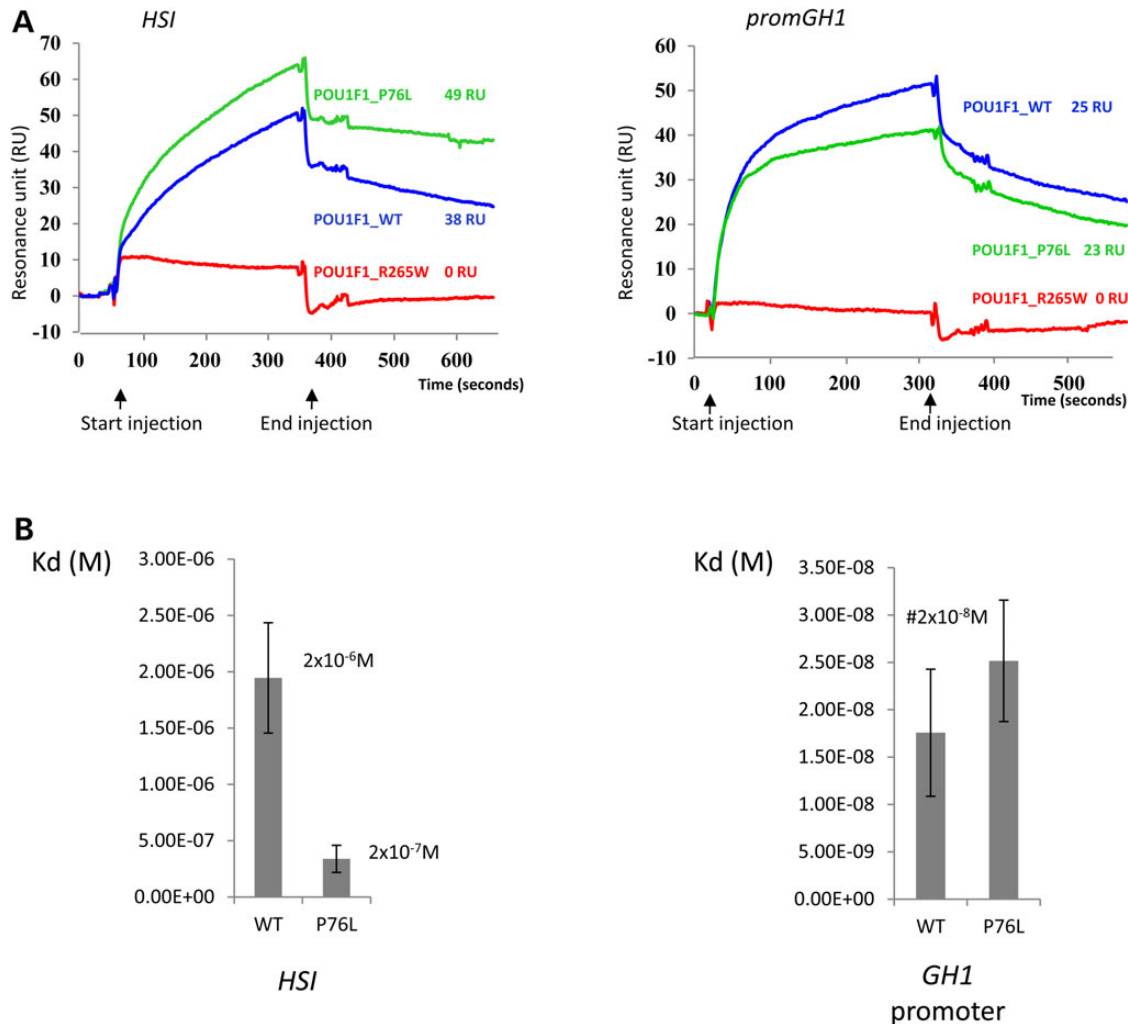 A
HSI
Resonance unit (RU)
70
60
50
40
30
20
10
0
-10
POU1F1_P76L 49 RU
POU1F1_WT 38 RU
POU1F1_R265W 0 RU
0 100 200 300 400 500 600
Time (seconds)
Start injection End injection
promGH1
Resonance unit (RU)
60
50
40
30
20
10
0
-10
POU1F1_WT 25 RU
POU1F1_P76L 23 RU
POU1F1_R265W 0 RU
0 100 200 300 400 500
Time (seconds)
Start injection End injection
B
Kd (M)
3.00E-06
2.50E-06
2.00E-06
1.50E-06
1.00E-06
5.00E-07
0.00E+00
2x10⁻⁶M
2x10⁻⁷M
WT P76L
HSI
Kd (M)
3.50E-08
3.00E-08
2.50E-08
2.00E-08
1.50E-08
1.00E-08
5.00E-09
0.00E+00
#2x10⁻⁸M
WT P76L
GH1
promoter